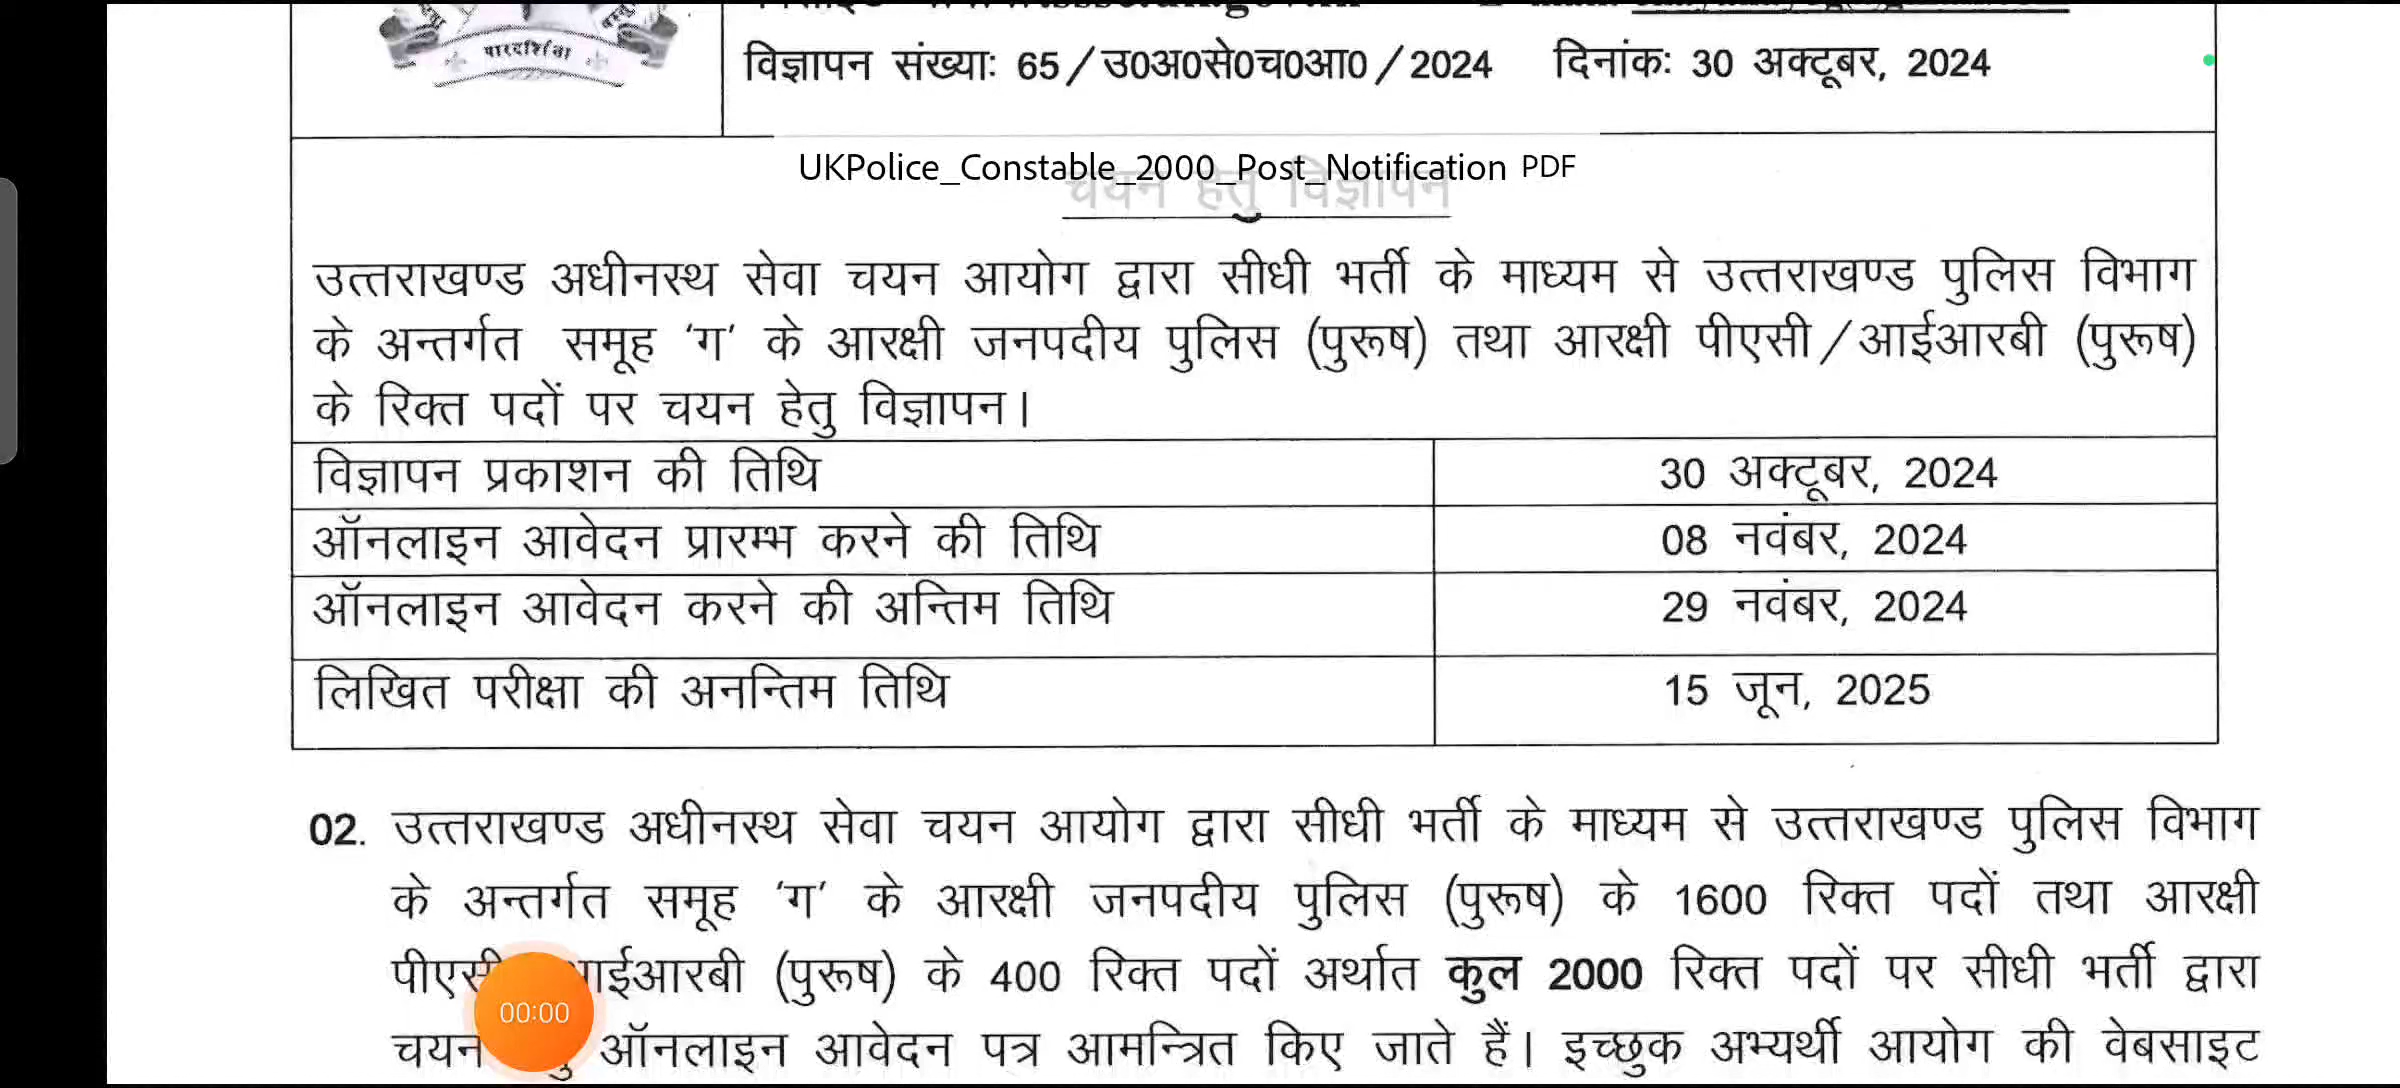 पारदर्शिता
विज्ञापन संख्याः 65/उ0अ0से0च0आ0/2024 दिनांकः 30 अक्टूबर, 2024
UKPolice_Constable_2000_Post_Notification PDF
चयन हेतु विज्ञापन
उत्तराखण्ड अधीनस्थ सेवा चयन आयोग द्वारा सीधी भर्ती के माध्यम से उत्तराखण्ड पुलिस विभाग
के अन्तर्गत समूह ‘ग’ के आरक्षी जनपदीय पुलिस (पुरूष) तथा आरक्षी पीएसी/आईआरबी (पुरूष)
के रिक्त पदों पर चयन हेतु विज्ञापन।
विज्ञापन प्रकाशन की तिथि 30 अक्टूबर, 2024
ऑनलाइन आवेदन प्रारम्भ करने की तिथि 08 नवंबर, 2024
ऑनलाइन आवेदन करने की अन्तिम तिथि 29 नवंबर, 2024
लिखित परीक्षा की अनन्तिम तिथि 15 जून, 2025
02. उत्तराखण्ड अधीनस्थ सेवा चयन आयोग द्वारा सीधी भर्ती के माध्यम से उत्तराखण्ड पुलिस विभाग
के अन्तर्गत समूह ‘ग’ के आरक्षी जनपदीय पुलिस (पुरूष) के 1600 रिक्त पदों तथा आरक्षी
पीएसी आईआरबी (पुरूष) के 400 रिक्त पदों अर्थात कुल 2000 रिक्त पदों पर सीधी भर्ती द्वारा
चयन ऑनलाइन आवेदन पत्र आमन्त्रित किए जाते हैं। इच्छुक अभ्यर्थी आयोग की वेबसाइट
00:00